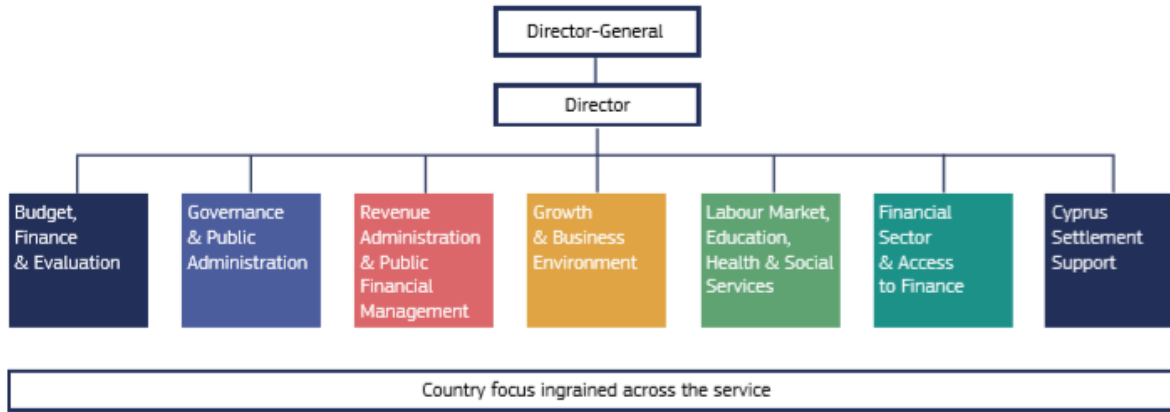 Director-General
Director
Budget,
Finance
& Evaluation
Governance
& Public
Administration
Revenue
Administration
& Public
Financial
Management
Growth
& Business
Environment
Labour Market,
Education,
Health & Social
Services
Financial
Sector
& Access
to Finance
Cyprus
Settlement
Support
Country focus ingrained across the service